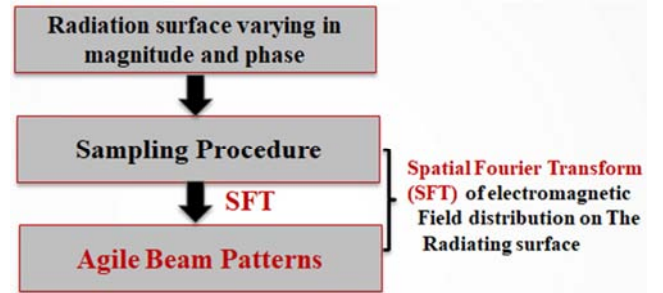 Radiation surface varying in
magnitude and phase
Sampling Procedure
SFT
Agile Beam Patterns
Spatial Fourier Transform
(SFT) of electromagnetic
Field distribution on The
Radiating surface